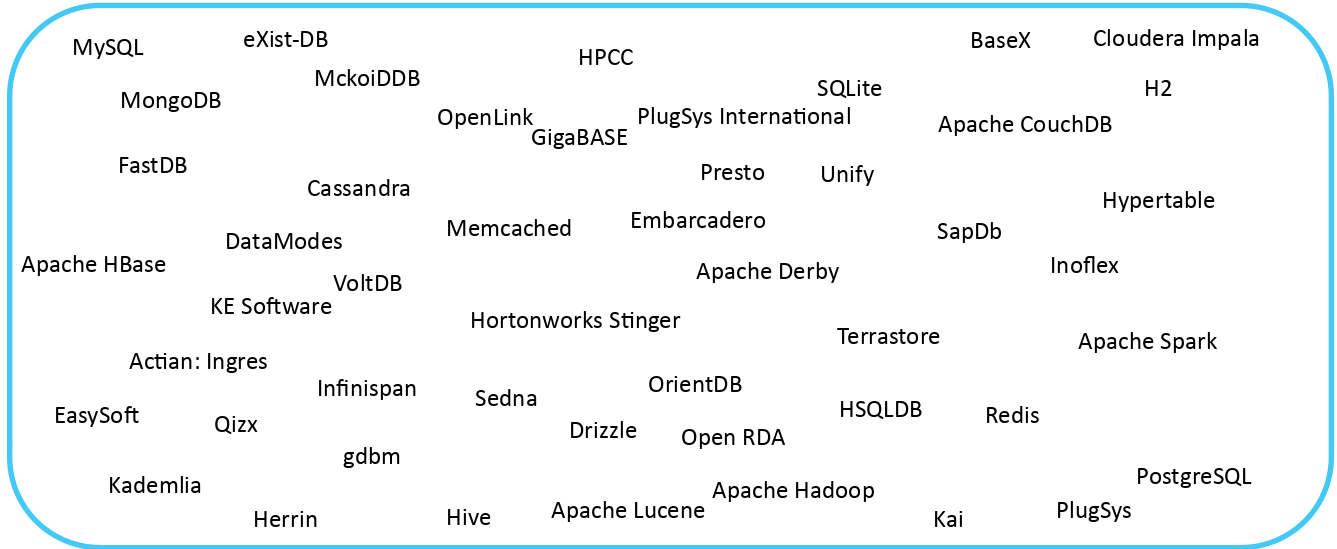 MySQL
eXist-DB
HPCC
BaseX
Cloudera Impala
MckoiDDB
MongoDB
SQLite
H2
OpenLink
PlugSys International
GigaBASE
Apache CouchDB
FastDB
Cassandra
Presto
Unify
Hypertable
DataModes
Memcached
Embarcadero
SapDb
Apache HBase
VoltDB
Apache Derby
Inoflex
KE Software
Hortonworks Stinger
Terrastore
Apache Spark
Actian: Ingres
Infinispan
Sedna
OrientDB
HSQLDB
Redis
EasySoft
Qizx
Drizzle
Open RDA
gdbm
Kademlia
Apache Hadoop
PostgreSQL
Herrin
Hive
Apache Lucene
Kai
PlugSys